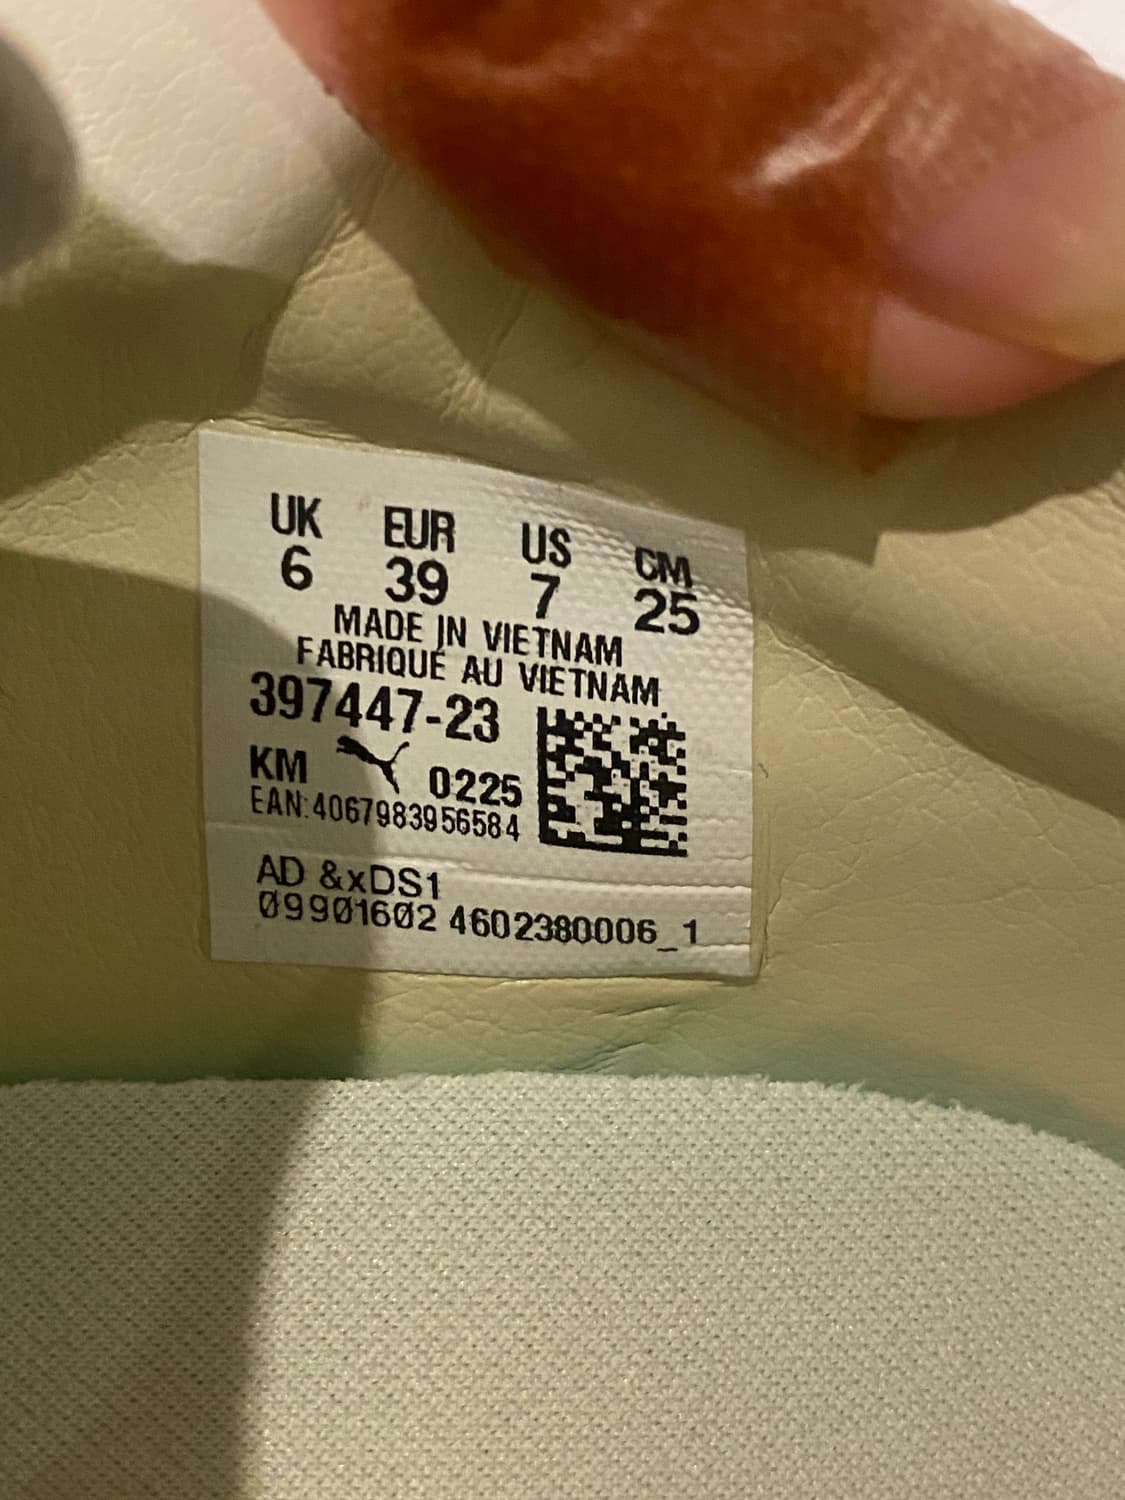 UK EUR US CM
6 39 7 25
MADE IN VIETNAM
FABRIQUÉ AU VIETNAM
397447-23
KM 0225
EAN:4067983956584
AD &xDS1
09901602 4602380006_1